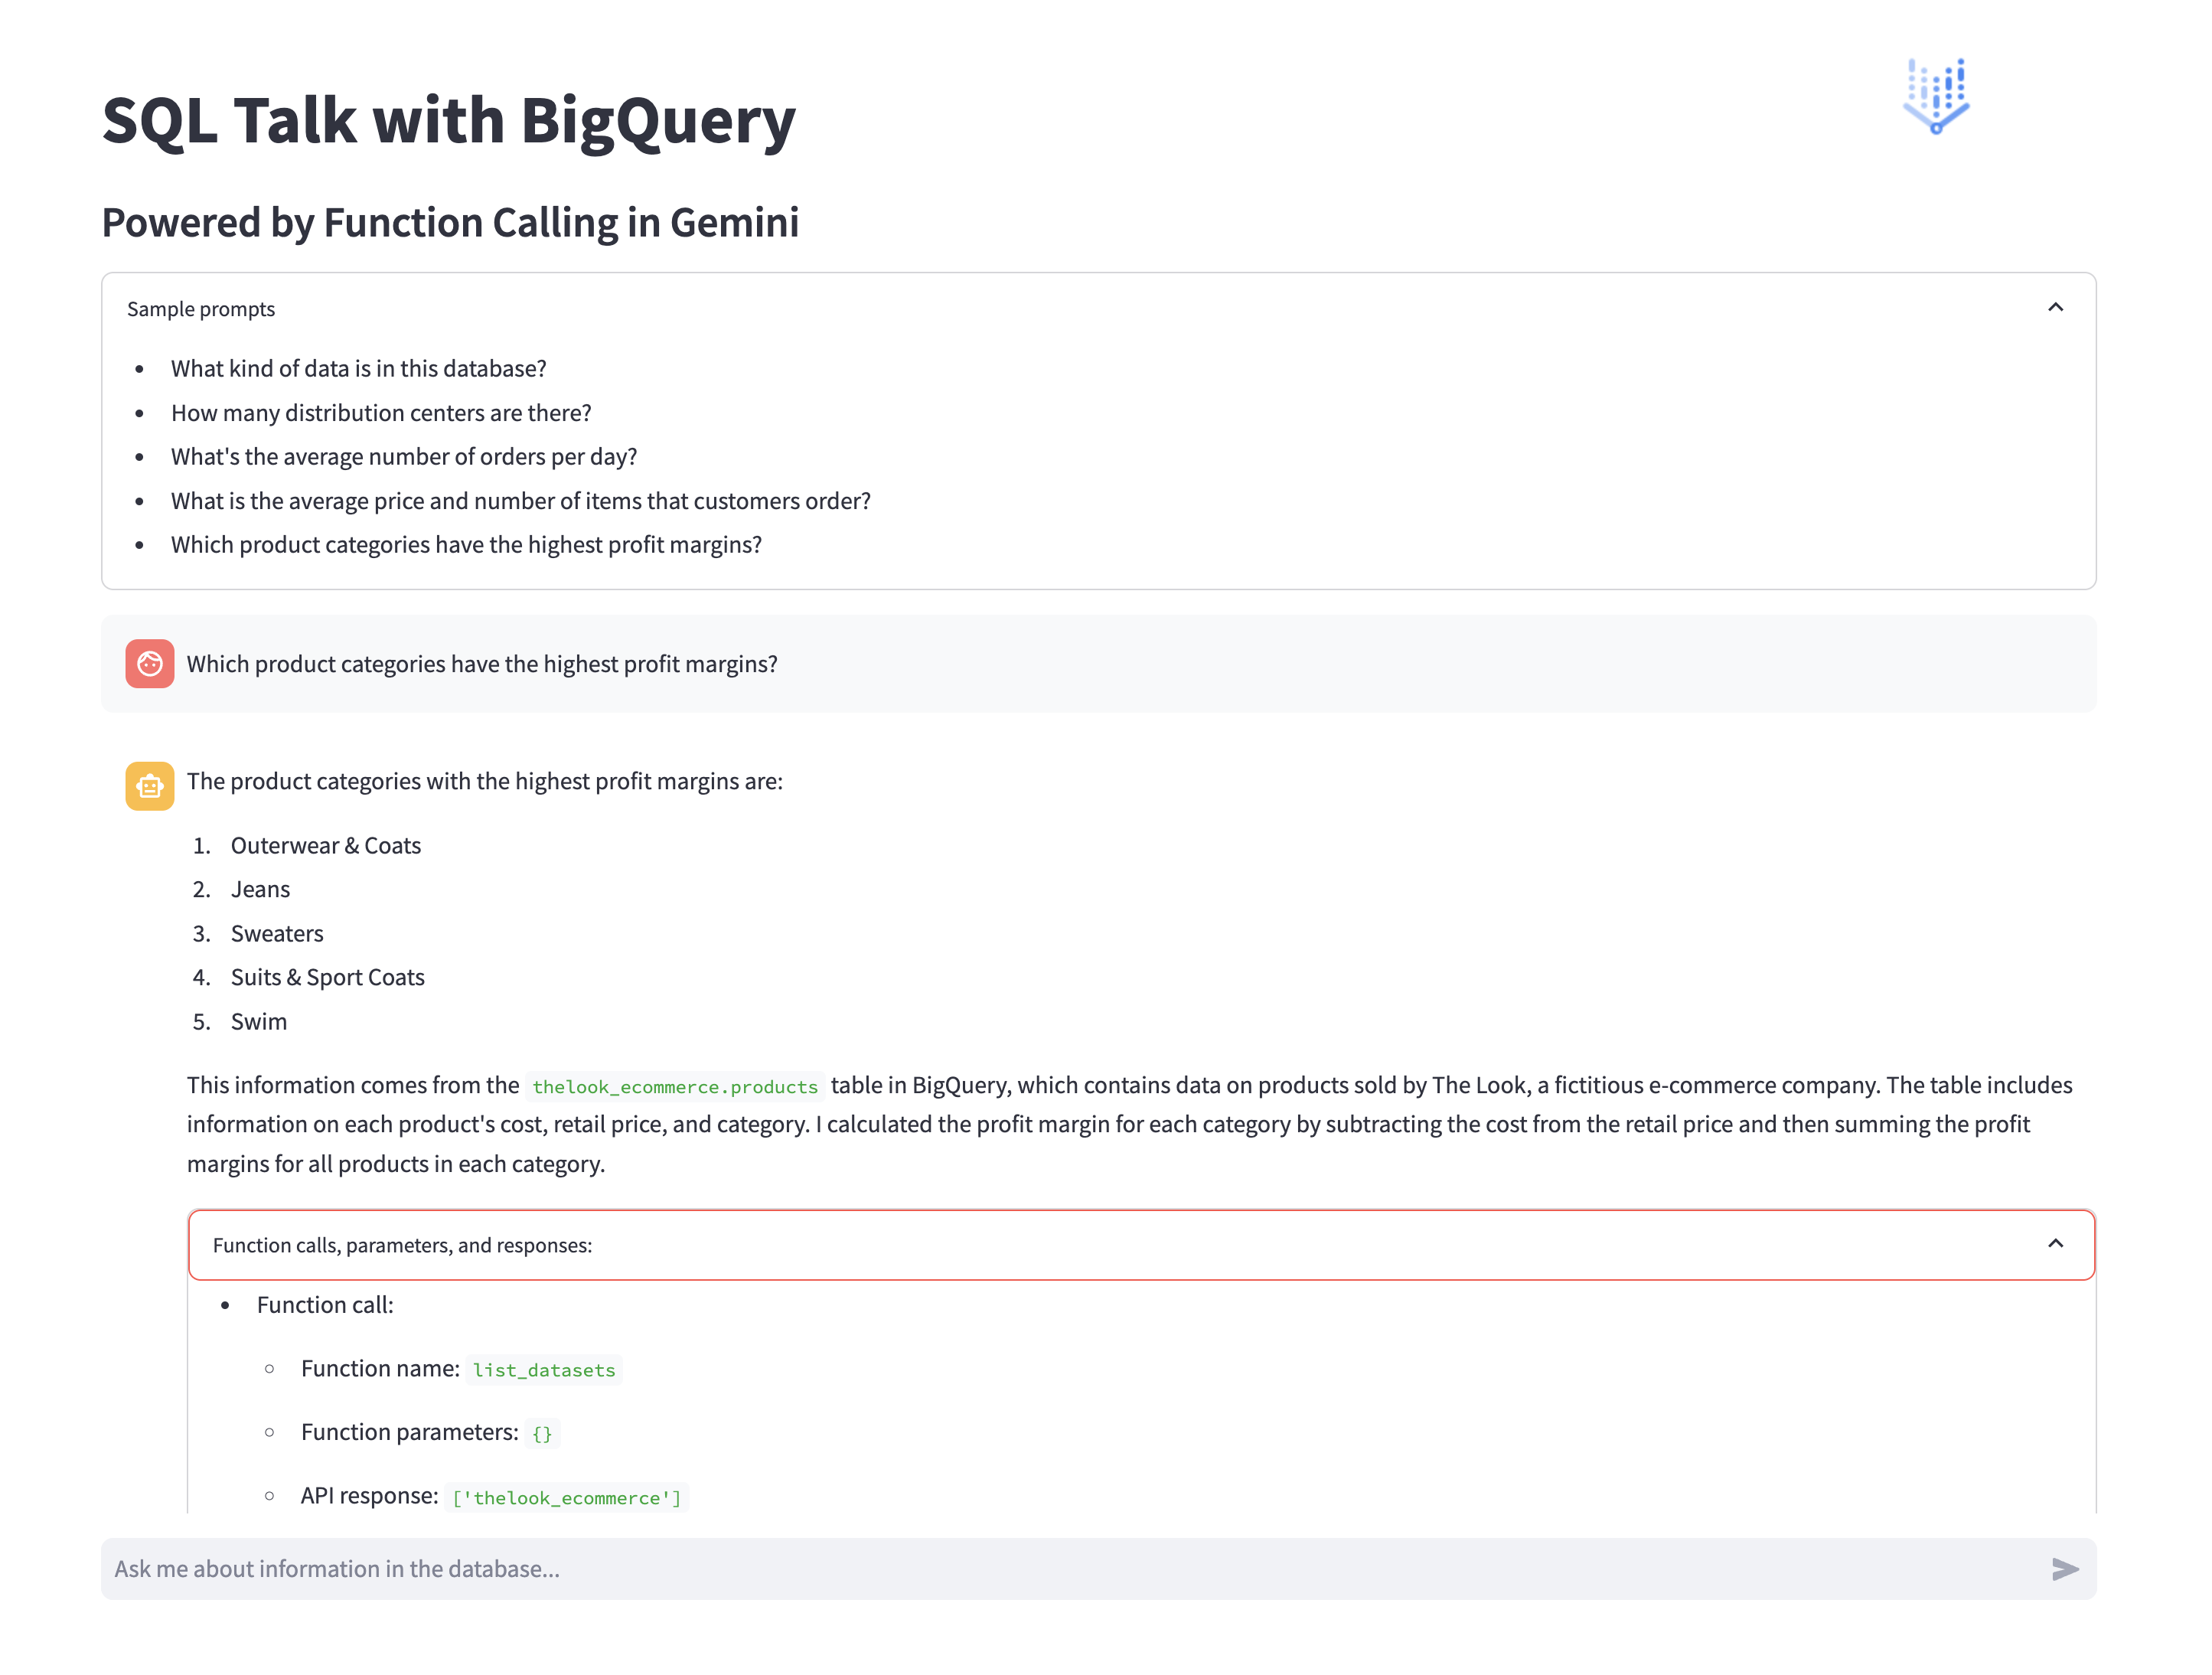 SQL Talk with BigQuery
Powered by Function Calling in Gemini
Sample prompts
• What kind of data is in this database?
• How many distribution centers are there?
• What's the average number of orders per day?
• What is the average price and number of items that customers order?
• Which product categories have the highest profit margins?
Which product categories have the highest profit margins?
The product categories with the highest profit margins are:
1. Outerwear & Coats
2. Jeans
3. Sweaters
4. Suits & Sport Coats
5. Swim
This information comes from the thelook_ecommerce.products table in BigQuery, which contains data on products sold by The Look, a fictitious e-commerce company. The table includes
information on each product's cost, retail price, and category. I calculated the profit margin for each category by subtracting the cost from the retail price and then summing the profit
margins for all products in each category.
Function calls, parameters, and responses:
• Function call:
○ Function name: list_datasets
○ Function parameters: {}
○ API response: ['thelook_ecommerce']
Ask me about information in the database...